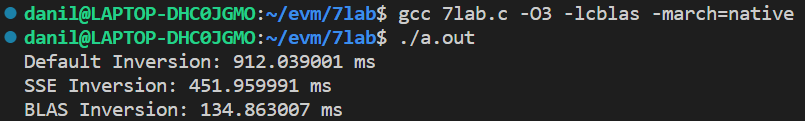 danil@LAPTOP-DHC0JGMO:~/evm/7lab$ gcc 7lab.c -O3 -lcblas -march=native
danil@LAPTOP-DHC0JGMO:~/evm/7lab$ ./a.out
Default Inversion: 912.039001 ms
SSE Inversion: 451.959991 ms
BLAS Inversion: 134.863007 ms